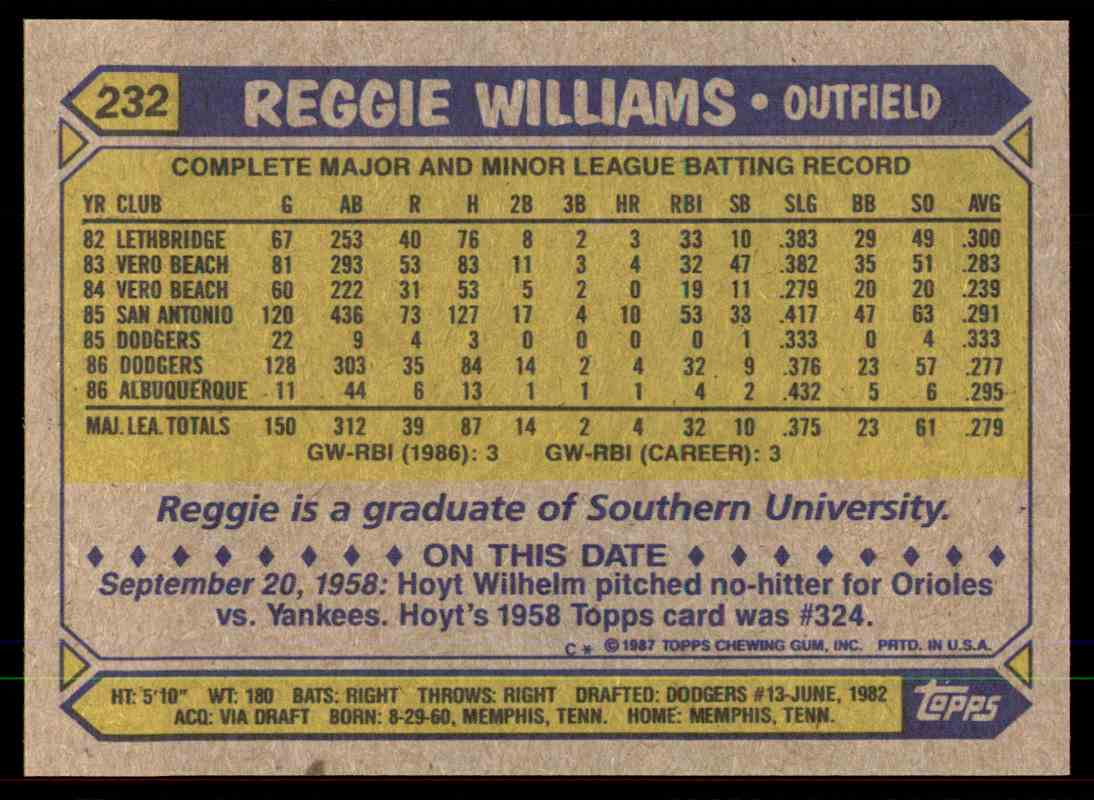 232 REGGIE WILLIAMS • OUTFIELD
COMPLETE MAJOR AND MINOR LEAGUE BATTING RECORD
YR CLUB G AB R H 2B 3B HR RBI SB SLG BB SO AVG
82 LETHBRIDGE 67 253 40 76 8 2 3 33 10 .383 29 49 .300
83 VERO BEACH 81 293 53 83 11 3 4 32 47 .382 35 51 .283
84 VERO BEACH 60 222 31 53 5 2 0 19 11 .279 20 20 .239
85 SAN ANTONIO 120 436 73 127 17 4 10 53 33 .417 47 63 .291
85 DODGERS 22 9 4 3 0 0 0 0 1 .333 0 4 .333
86 DODGERS 128 303 35 84 14 2 4 32 9 .376 23 57 .277
86 ALBUQUERQUE 11 44 6 13 1 1 1 4 2 .432 5 6 .295
MAJ. LEA. TOTALS 150 312 39 87 14 2 4 32 10 .375 23 61 .279
GW-RBI (1986): 3 GW-RBI (CAREER): 3
Reggie is a graduate of Southern University.
ON THIS DATE
September 20, 1958: Hoyt Wilhelm pitched no-hitter for Orioles
vs. Yankees. Hoyt's 1958 Topps card was #324.
C * © 1987 TOPPS CHEWING GUM, INC. PRTD. IN U.S.A.
HT: 5'10" WT: 180 BATS: RIGHT THROWS: RIGHT DRAFTED: DODGERS #13-JUNE, 1982
ACQ: VIA DRAFT BORN: 8-29-60, MEMPHIS, TENN. HOME: MEMPHIS, TENN.
topps